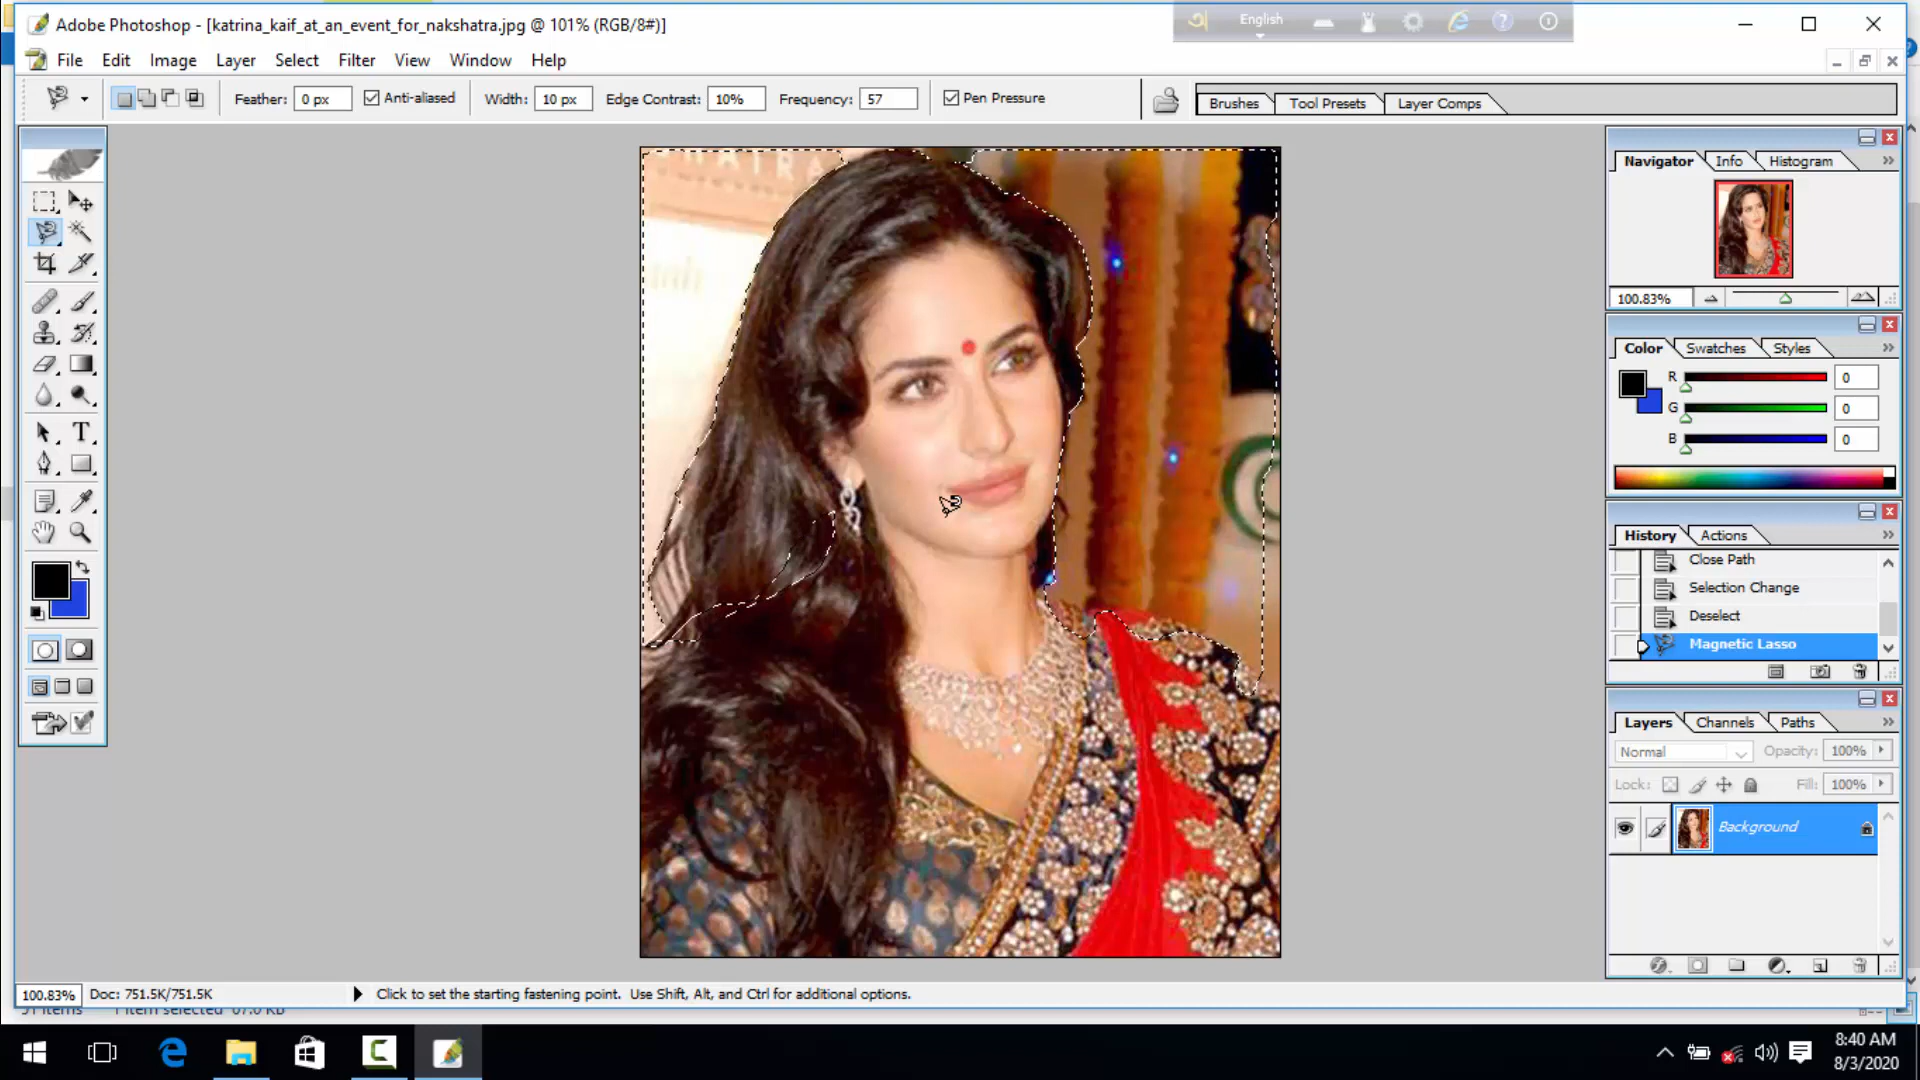 Adobe Photoshop - [katrina_kaif_at_an_event_for_nakshatra.jpg @ 101% (RGB/8#)]
English
File Edit Image Layer Select Filter View Window Help
Feather: 0 px Anti-aliased Width: 10 px Edge Contrast: 10% Frequency: 57 Pen Pressure
Brushes Tool Presets Layer Comps
Navigator Info Histogram
100.83%
Color Swatches Styles
R 0
G 0
B 0
History Actions
Close Path
Selection Change
Deselect
Magnetic Lasso
Layers Channels Paths
Normal Opacity: 100%
Lock: Fill: 100%
Background
100.83% Doc: 751.5K/751.5K Click to set the starting fastening point. Use Shift, Alt, and Ctrl for additional options.
8:40 AM
8/3/2020